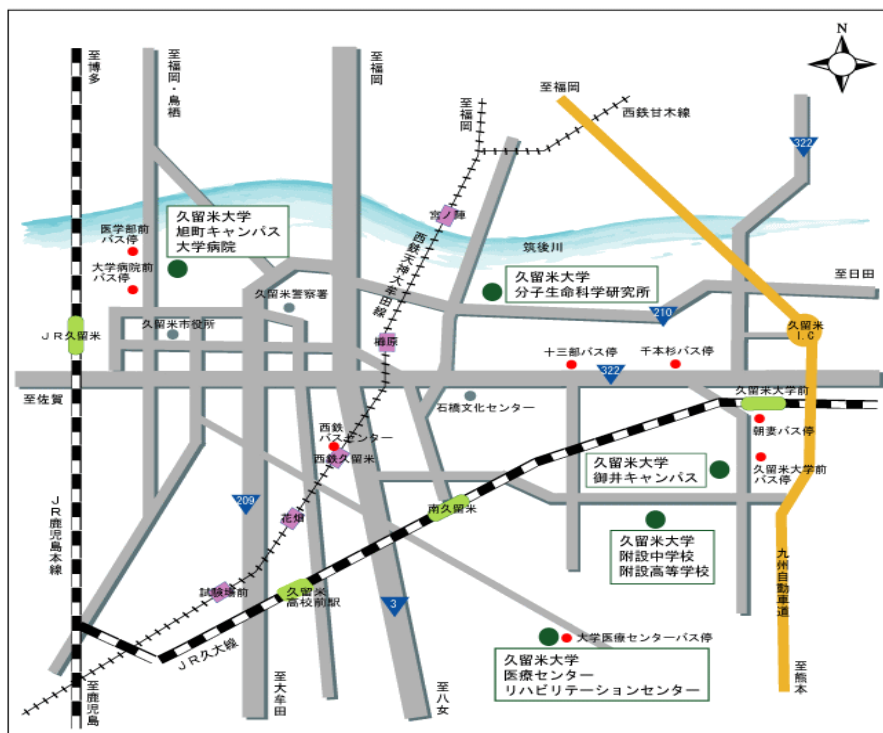 至博多
至福岡・鳥栖
至福岡
至福岡
至福岡
西鉄甘木線
322
医学部前
バス停
大学病院前
バス停
久留米大学
旭町キャンパス
大学病院
宮ノ陣
西鉄天神大牟田線
筑後川
久留米大学
分子生命科学研究所
至日田
久留米警察署
久留米市役所
JR久留米
210
久留米
I.C
櫛原
十三部バス停
千本杉バス停
322
至佐賀
石橋文化センター
久留米大学前
朝妻バス停
久留米大学前
バス停
西鉄
バスセンター
西鉄久留米
久留米大学
御井キャンパス
209
花畑
南久留米
久留米大学
附設中学校
附設高等学校
JR鹿児島本線
九州自動車道
試験場前
久留米
高校前駅
3
JR久大線
大学医療センターバス停
久留米大学
医療センター
リハビリテーションセンター
至鹿児島
至大牟田
至八女
至熊本